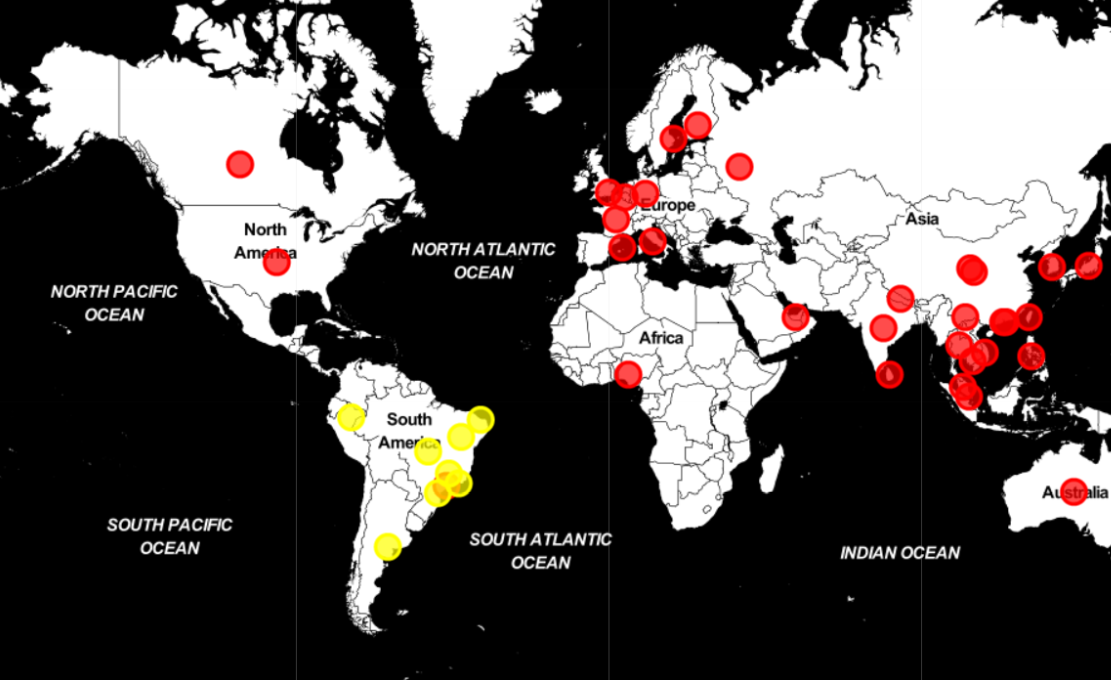 North
America
NORTH ATLANTIC
OCEAN
NORTH PACIFIC
OCEAN
Europe
Asia
Africa
South
America
SOUTH PACIFIC
OCEAN
SOUTH ATLANTIC
OCEAN
INDIAN OCEAN
Australia